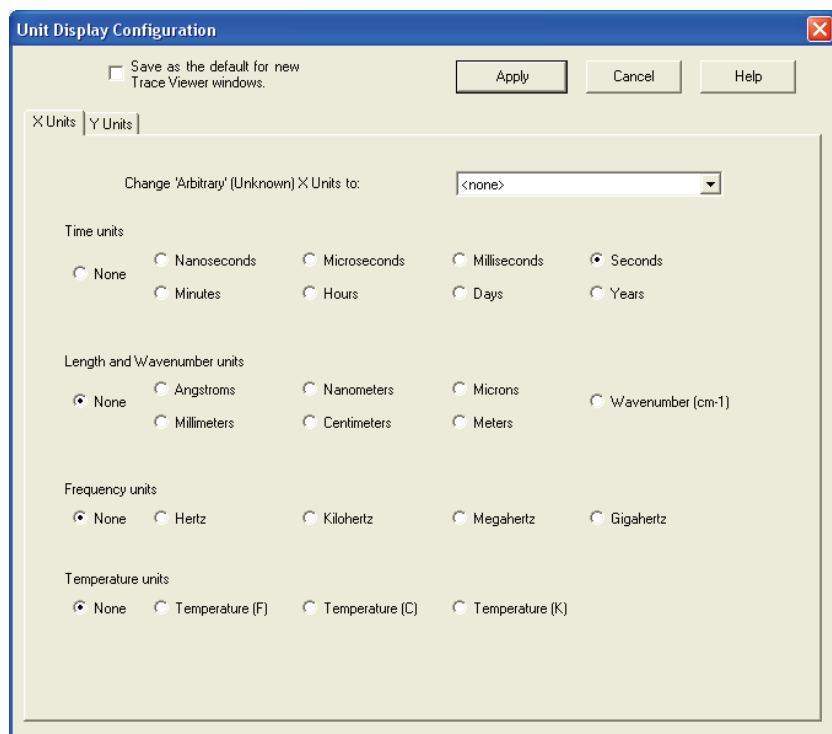 Unit Display Configuration
Save as the default for new
Trace Viewer windows.
Apply
Cancel
Help
X Units
Y Units
Change 'Arbitrary' (Unknown) X Units to:
<none>
Time units
None
Nanoseconds
Microseconds
Milliseconds
Seconds
Minutes
Hours
Days
Years
Length and Wavenumber units
None
Angstroms
Nanometers
Microns
Wavenumber (cm-1)
Millimeters
Centimeters
Meters
Frequency units
None
Hertz
Kilohertz
Megahertz
Gigahertz
Temperature units
None
Temperature (F)
Temperature (C)
Temperature (K)